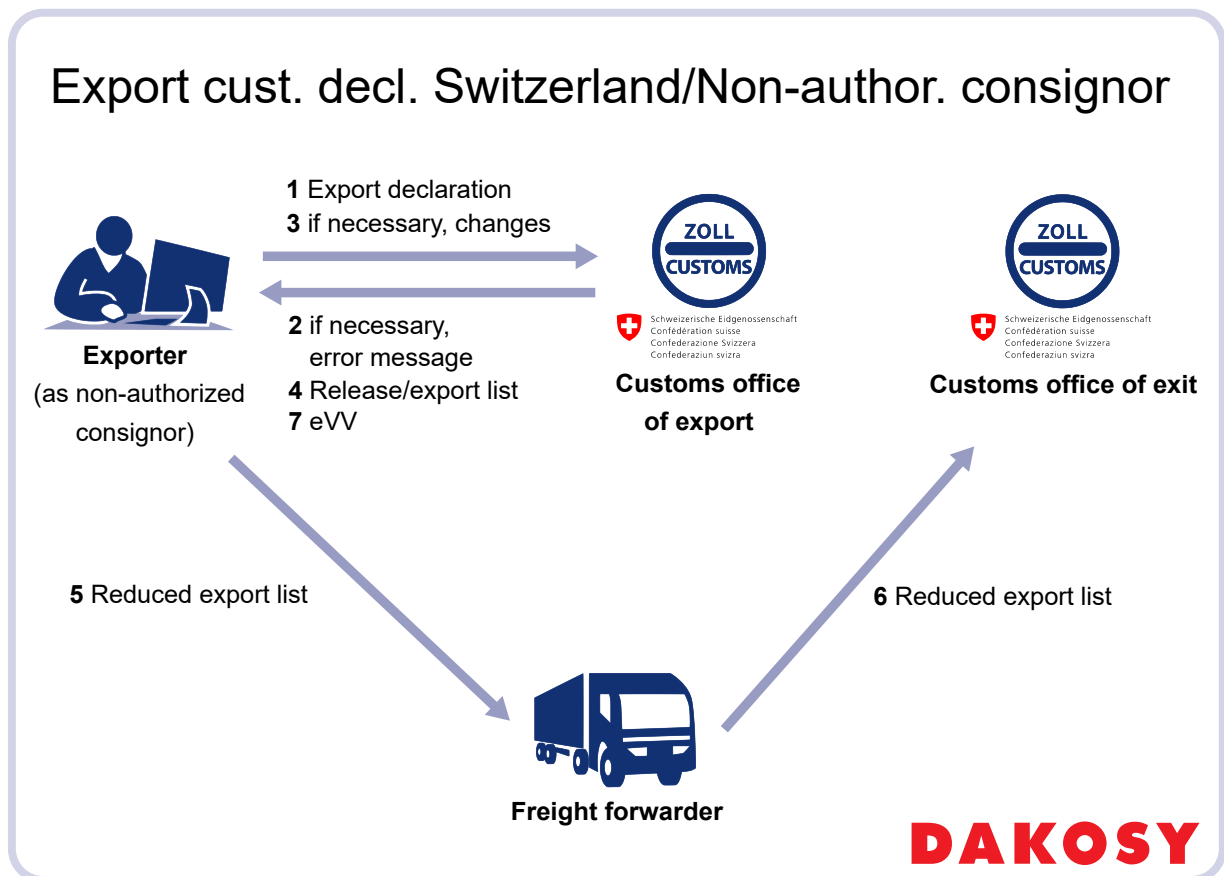 Export cust. decl. Switzerland/Non-author. consignor
1 Export declaration
3 if necessary, changes
2 if necessary,
error message
4 Release/export list
7 eVV
Exporter
(as non-authorized
consignor)
ZOLL
CUSTOMS
Schweizerische Eidgenossenschaft
Confédération suisse
Confederazione Svizzera
Confederaziun svizra
Customs office
of export
ZOLL
CUSTOMS
Schweizerische Eidgenossenschaft
Confédération suisse
Confederazione Svizzera
Confederaziun svizra
Customs office of exit
5 Reduced export list
6 Reduced export list
Freight forwarder
DAKOSY